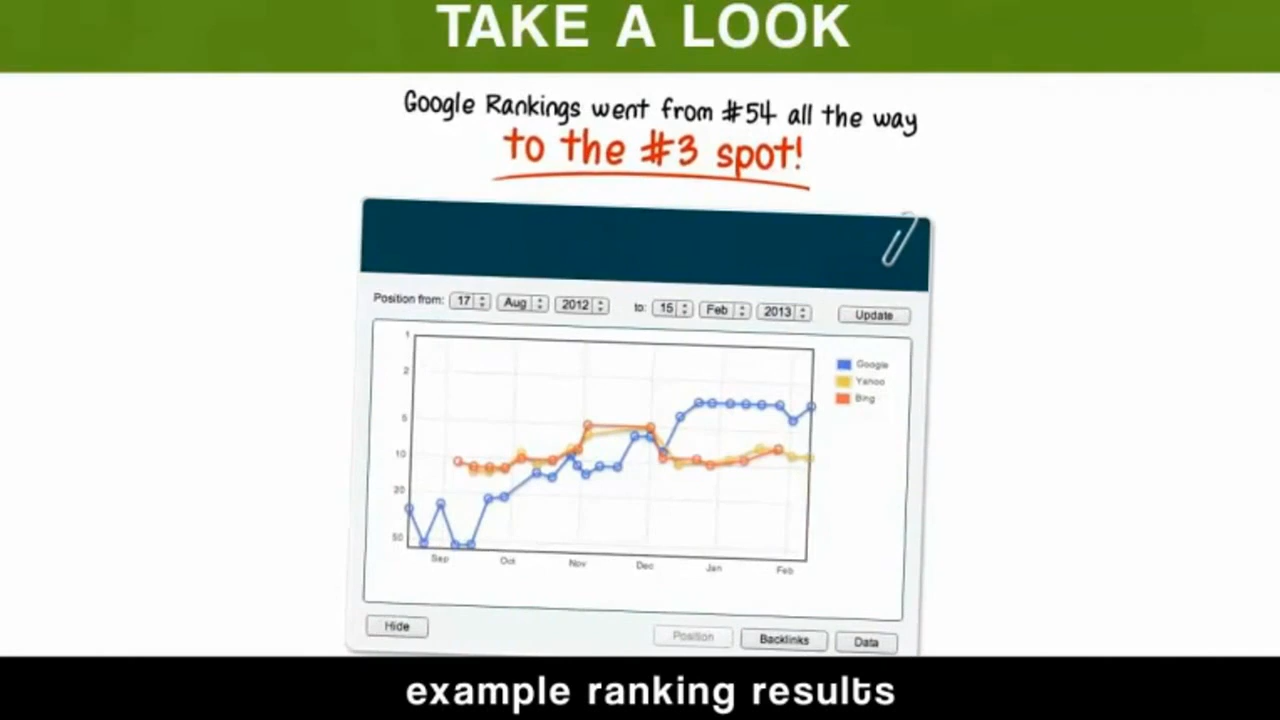 TAKE A LOOK
Google Rankings went from #54 all the way
to the #3 spot!
Position from: 17 Aug 2012 to: 15 Feb 2013 Update
1
2
5
10
20
50
Sep Oct Nov Dec Jan Feb
Google
Yahoo
Bing
Hide Position Backlinks Data
example ranking results